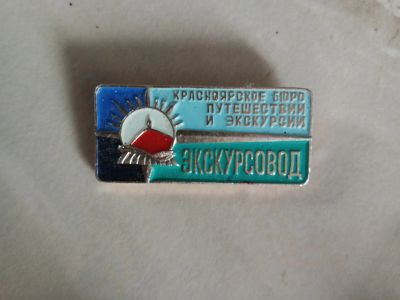 КРАСНОЯРСКОЕ БЮРО
ПУТЕШЕСТВИЙ
И ЭКСКУРСИЙ
ЭКСКУРСОВОД